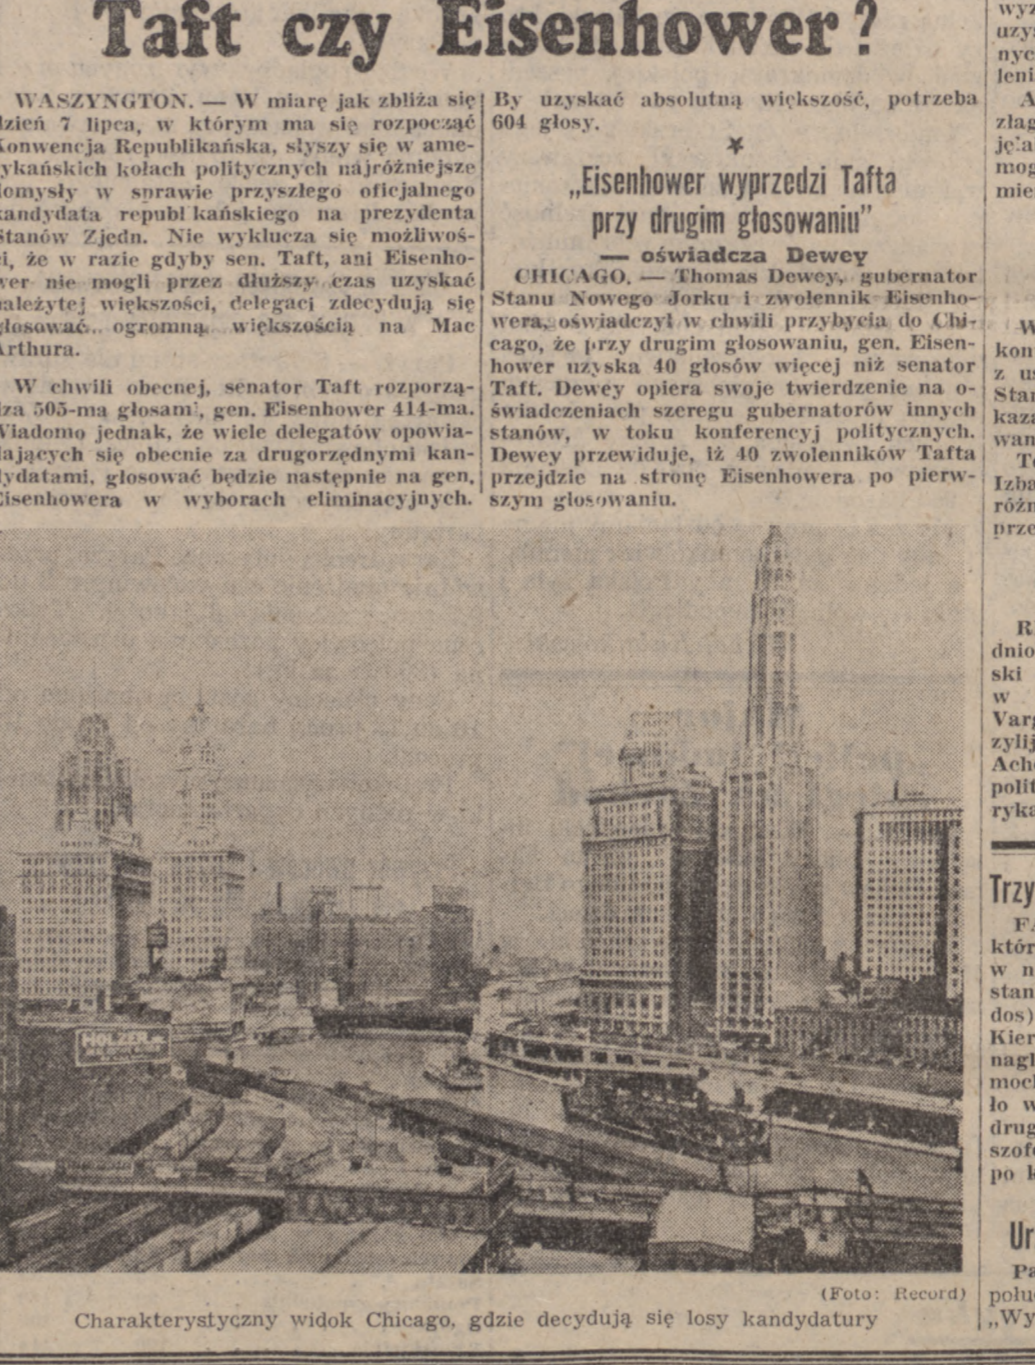 Taft czy Eisenhower?
WASZYNGTON. — W miarę jak zbliża się
dzień 7 lipca, w którym ma się rozpocząć
Konwencja Republikańska, słyszy się w ame-
rykańskich kołach politycznych najróżniejsze
domysły w sprawie przyszłego oficjalnego
kandydata republ kańskiego na prezydenta
Stanów Zjedn. Nie wyklucza się możliwoś-
ci, że w razie gdyby sen. Taft, ani Eisenho-
wer nie mogli przez dłuższy czas uzyskać
należytej większości, delegaci zdecydują się
głosować ogromną większością na Mac
Arthura.
W chwili obecnej, senator Taft rozporzą-
dza 505-ma głosami, gen. Eisenhower 414-ma.
Wiadomo jednak, że wiele delegatów opowia-
dających się obecnie za drugorzędnymi kan-
dydatami, głosować będzie następnie na gen.
Eisenhowera w wyborach eliminacyjnych.
By uzyskać absolutną większość, potrzeba
604 głosy.
★
„Eisenhower wyprzedzi Tafta
przy drugim głosowaniu”
— oświadcza Dewey
CHICAGO. — Thomas Dewey, gubernator
Stanu Nowego Jorku i zwolennik Eisenho-
wera, oświadczył w chwili przybycia do Chi-
cago, że przy drugim głosowaniu, gen. Eisen-
hower uzyska 40 głosów więcej niż senator
Taft. Dewey opiera swoje twierdzenie na o-
świadczeniach szeregu gubernatorów innych
stanów, w toku konferencyj politycznych.
Dewey przewiduje, iż 40 zwolenników Tafta
przejdzie na stronę Eisenhowera po pierw-
szym głosowaniu.
HOLZER
(Foto: Record)
Charakterystyczny widok Chicago, gdzie decydują się losy kandydatury
Trzy